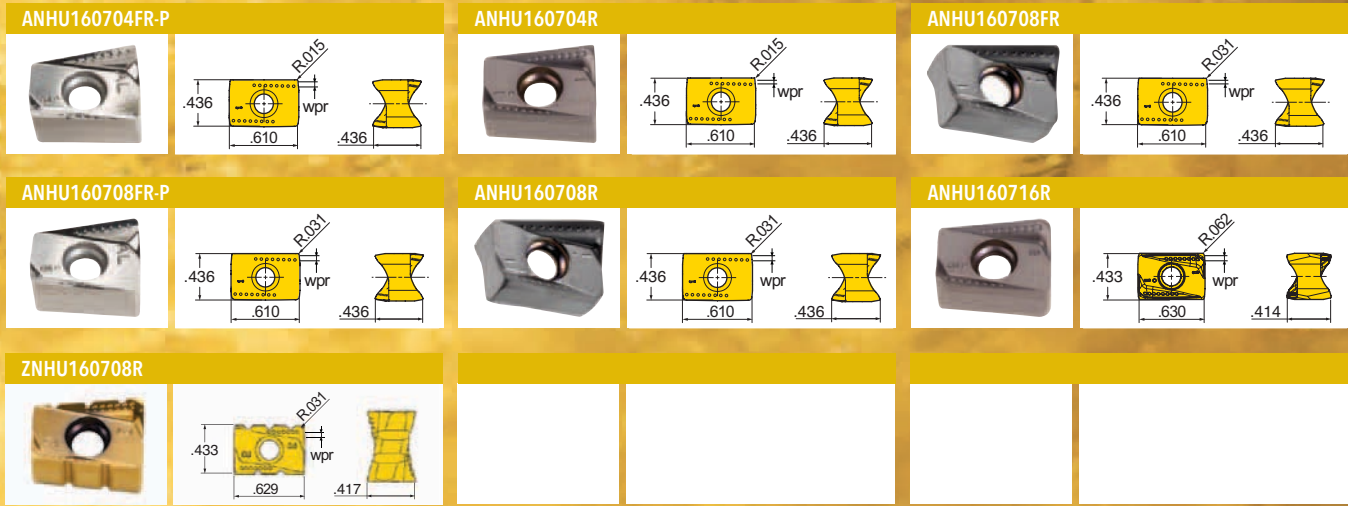 ANHU160704FR-P
R.015
.436
wpr
.610
.436
ANHU160704R
R.015
.436
wpr
.610
.436
ANHU160708FR
R.031
.436
wpr
.610
.436
ANHU160708FR-P
R.031
.436
wpr
.610
.436
ANHU160708R
R.031
.436
wpr
.610
.436
ANHU160716R
R.062
.433
wpr
.630
.414
ZNHU160708R
R.031
.433
wpr
.629
.417